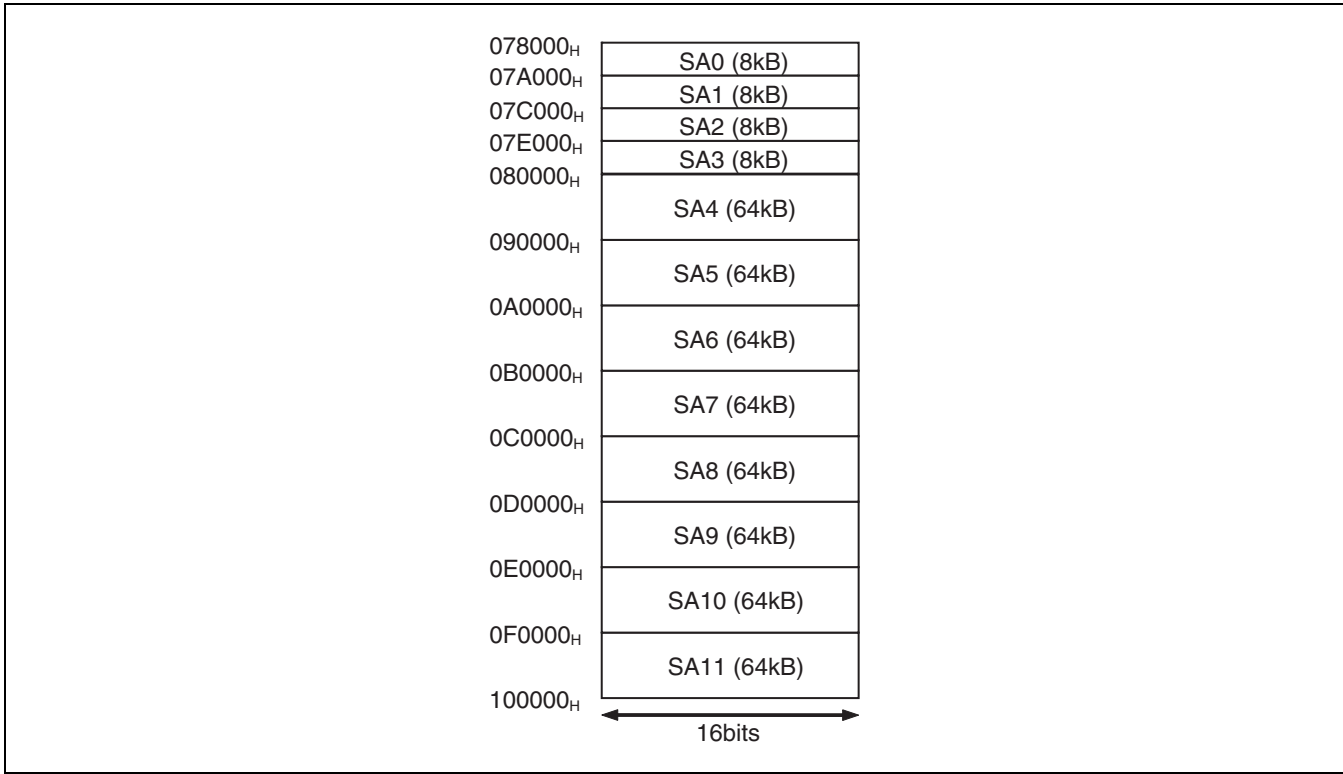 078000H
SA0 (8kB)
07A000H
SA1 (8kB)
07C000H
SA2 (8kB)
07E000H
SA3 (8kB)
080000H
SA4 (64kB)
090000H
SA5 (64kB)
0A0000H
SA6 (64kB)
0B0000H
SA7 (64kB)
0C0000H
SA8 (64kB)
0D0000H
SA9 (64kB)
0E0000H
SA10 (64kB)
0F0000H
SA11 (64kB)
100000H
16bits